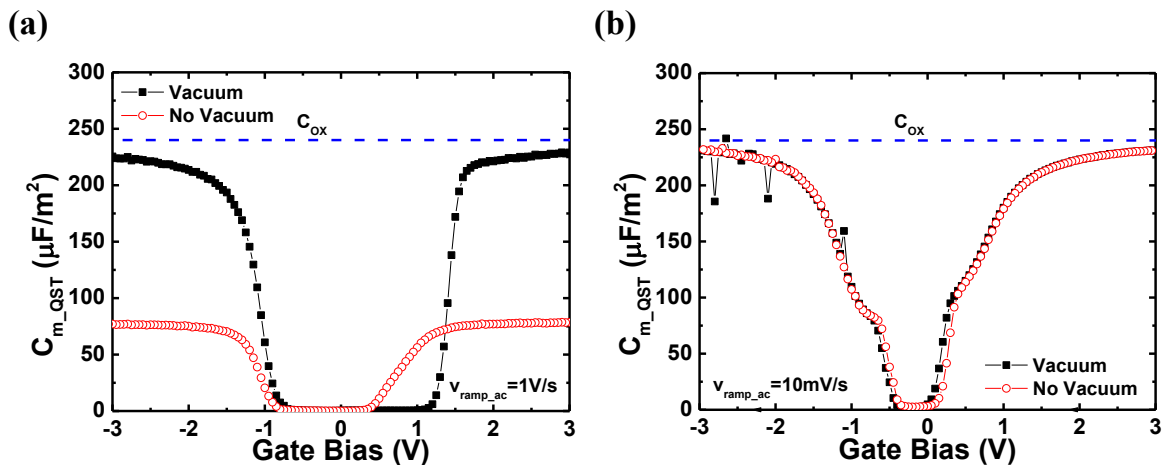 (a)
300
250
200
150
100
50
0
C_m_QST (μF/m²)
Vacuum
No Vacuum
C_OX
v_ramp_ac=1V/s
-3 -2 -1 0 1 2 3
Gate Bias (V)
(b)
300
250
200
150
100
50
0
C_m_QST (μF/m²)
C_OX
v_ramp_ac=10mV/s
Vacuum
No Vacuum
-3 -2 -1 0 1 2 3
Gate Bias (V)